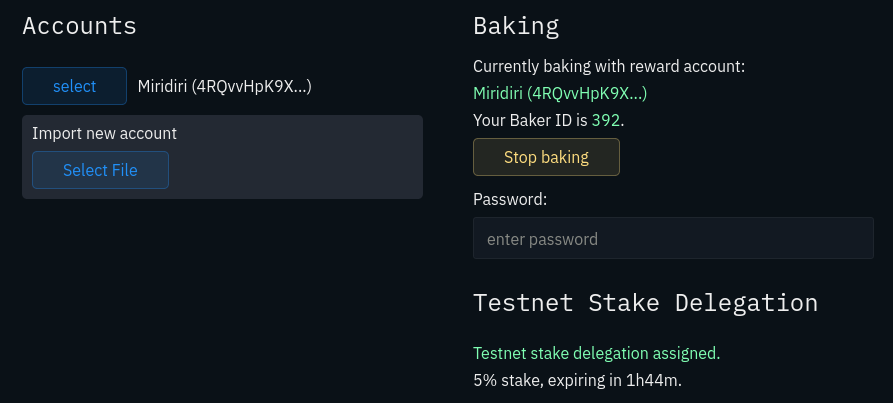 Accounts
select
Miridiri (4RQvvHpK9X...)
Import new account
Select File
Baking
Currently baking with reward account:
Miridiri (4RQvvHpK9X...)
Your Baker ID is 392.
Stop baking
Password:
enter password
Testnet Stake Delegation
Testnet stake delegation assigned.
5% stake, expiring in 1h44m.